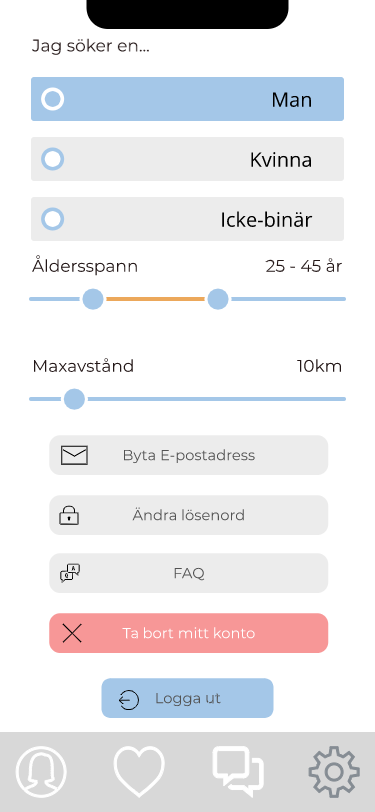 Jag söker en...
Man
Kvinna
Icke-binär
Åldersspann 25 - 45 år
Maxavstånd 10km
Byta E-postadress
Ändra lösenord
FAQ
Ta bort mitt konto
Logga ut